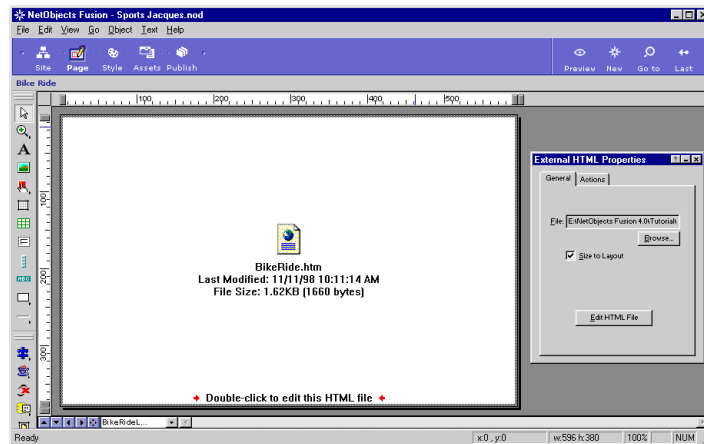 NetObjects Fusion - Sports Jacques.nod
File Edit View Go Object Text Help
Site Page Style Assets Publish Preview New Go to Last
Bike Ride
100 200 300 400 500
100
200
300
A
ABC
BikeRide.htm
Last Modified: 11/11/98 10:11:14 AM
File Size: 1.62KB (1660 bytes)
Double-click to edit this HTML file
External HTML Properties
General Actions
File: E:\NetObjects Fusion 4.0\Tutorial\
Browse...
Size to Layout
Edit HTML File
BikeRideL...
Ready x:0 , y:0 w:596 h:380 100% NUM